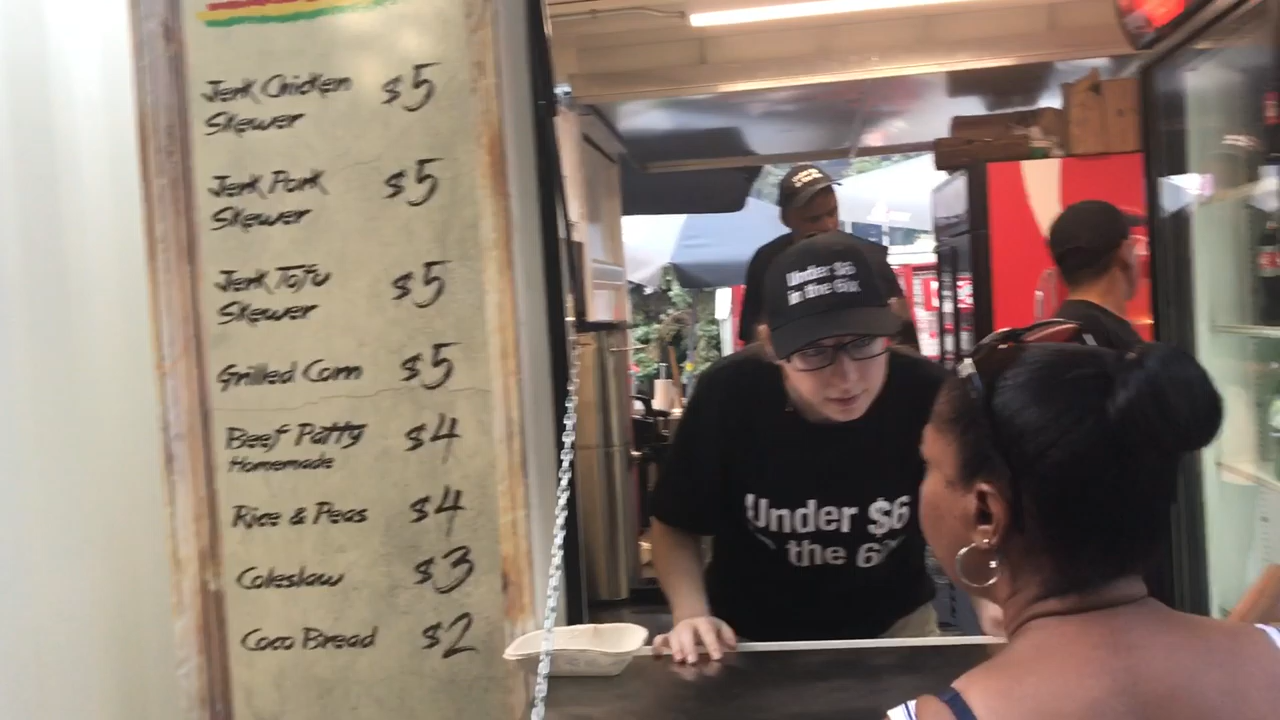 Jerk Chicken $5
Skewer
Jerk Pork $5
Skewer
Jerk Tofu $5
Skewer
Grilled Corn $5
Beef Patty $4
Homemade
Rice & Peas $4
Coleslaw $3
Coco Bread $2
Under $6
in the 6ix
Under $6
the 6i